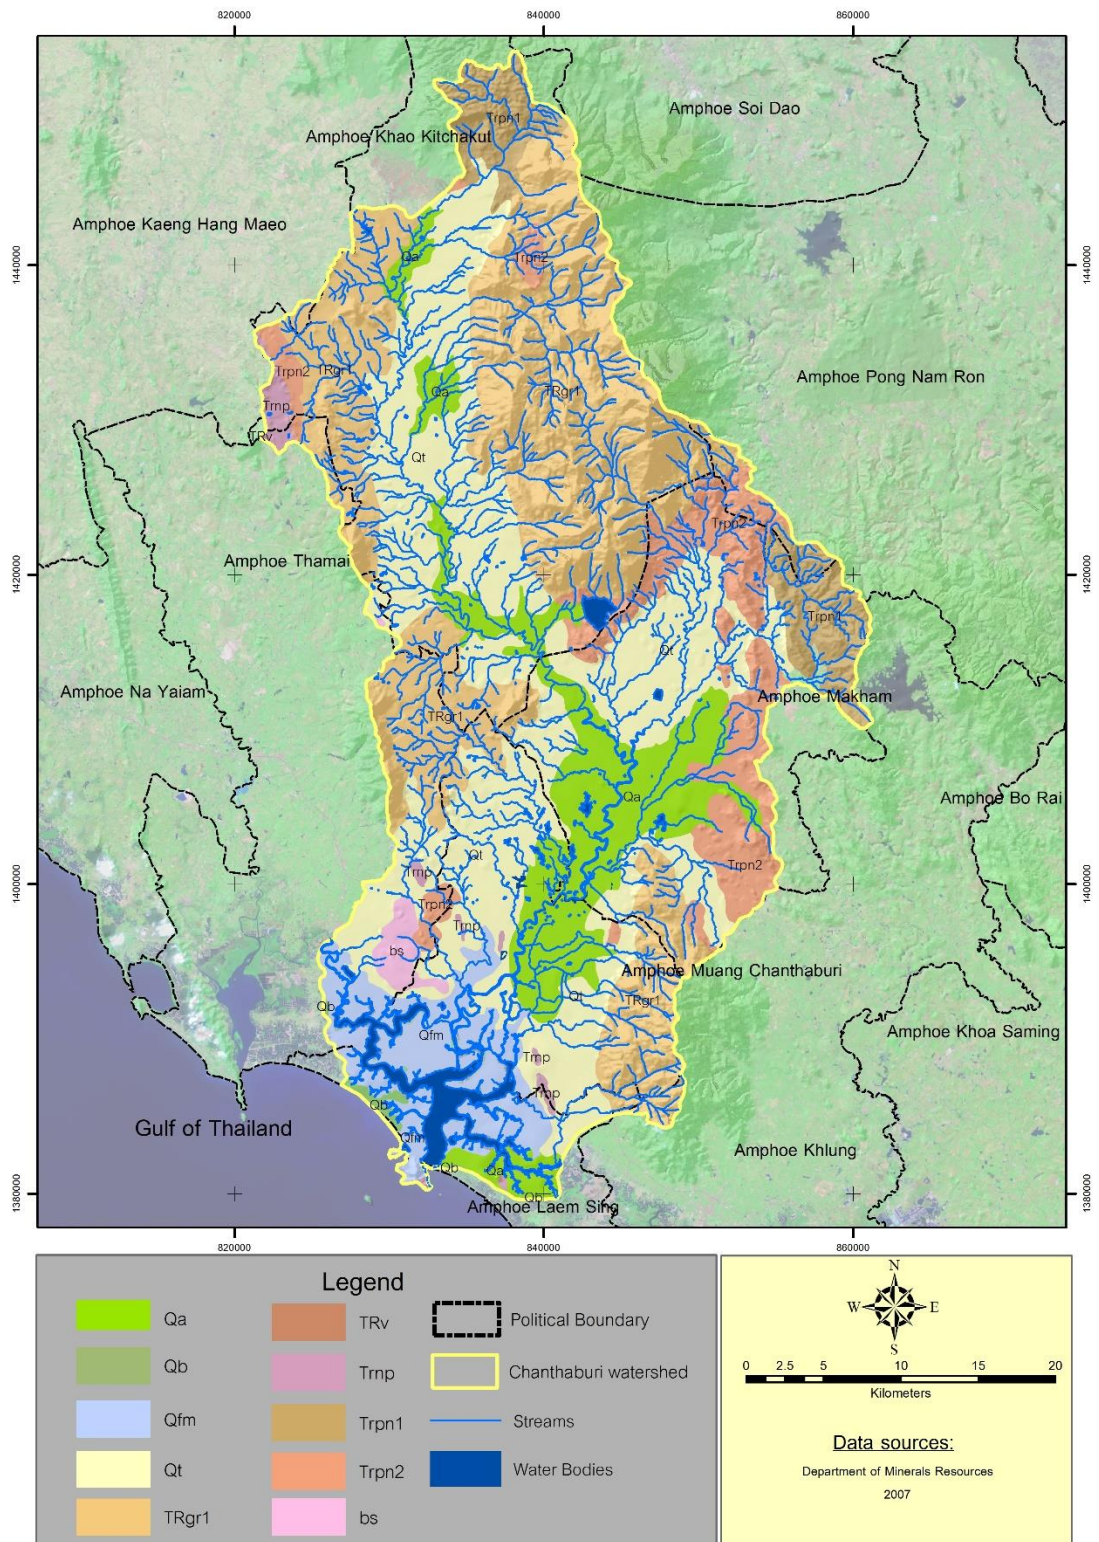 820000 840000 860000
Amphoe Soi Dao
Trpn1
Amphoe Khao Kitchakut
Amphoe Kaeng Hang Maeo
1440000 1440000
Qa Trpn2
Trpn2 TRgr1
Amphoe Pong Nam Ron
Qa TRgr1
Trnp
TRv
Qt
Trpn2
Amphoe Thamai
1420000 1420000
Trpn1
Qt
Amphoe Na Yaiam
Amphoe Makham
TRgr1
Qa
Amphoe Bo Rai
Qt
Trnp Trpn2
1400000 1400000
Trpn2
Trnp
bs
Amphoe Muang Chanthaburi
Qt
Qb TRgr1
Qfm
Amphoe Khoa Saming
Trnp
Trnp
Qb
Gulf of Thailand
Qfm
Amphoe Khlung
Qb Qa
1380000 1380000
Qb
Amphoe Laem Sing
820000 840000 860000
Legend
Qa
Qb
Qfm
Qt
TRgr1
TRv
Trnp
Trpn1
Trpn2
bs
Political Boundary
Chanthaburi watershed
Streams
Water Bodies
N
W E
S
0 2.5 5 10 15 20
Kilometers
Data sources:
Department of Minerals Resources
2007